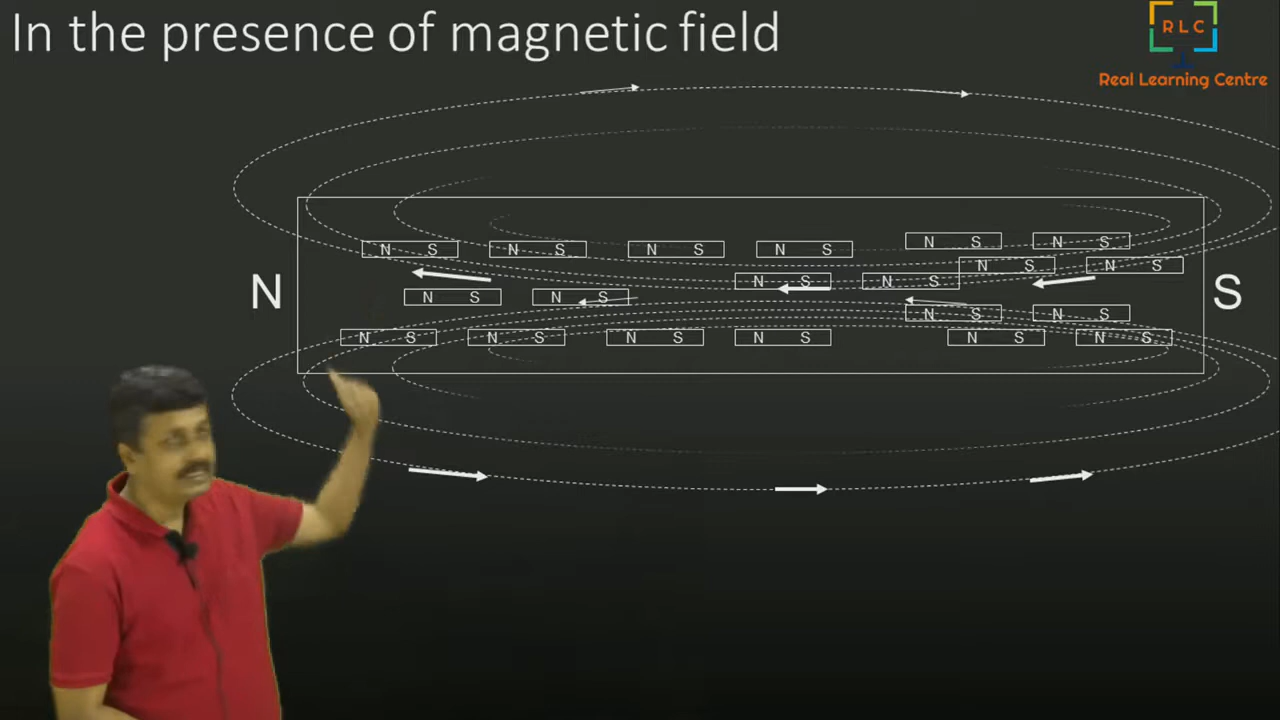 In the presence of magnetic field
RLC
Real Learning Centre
N S N S
N S N S N S N S
N S N S
N S N S
N S
N S N S
N S N S N S N S N S N S